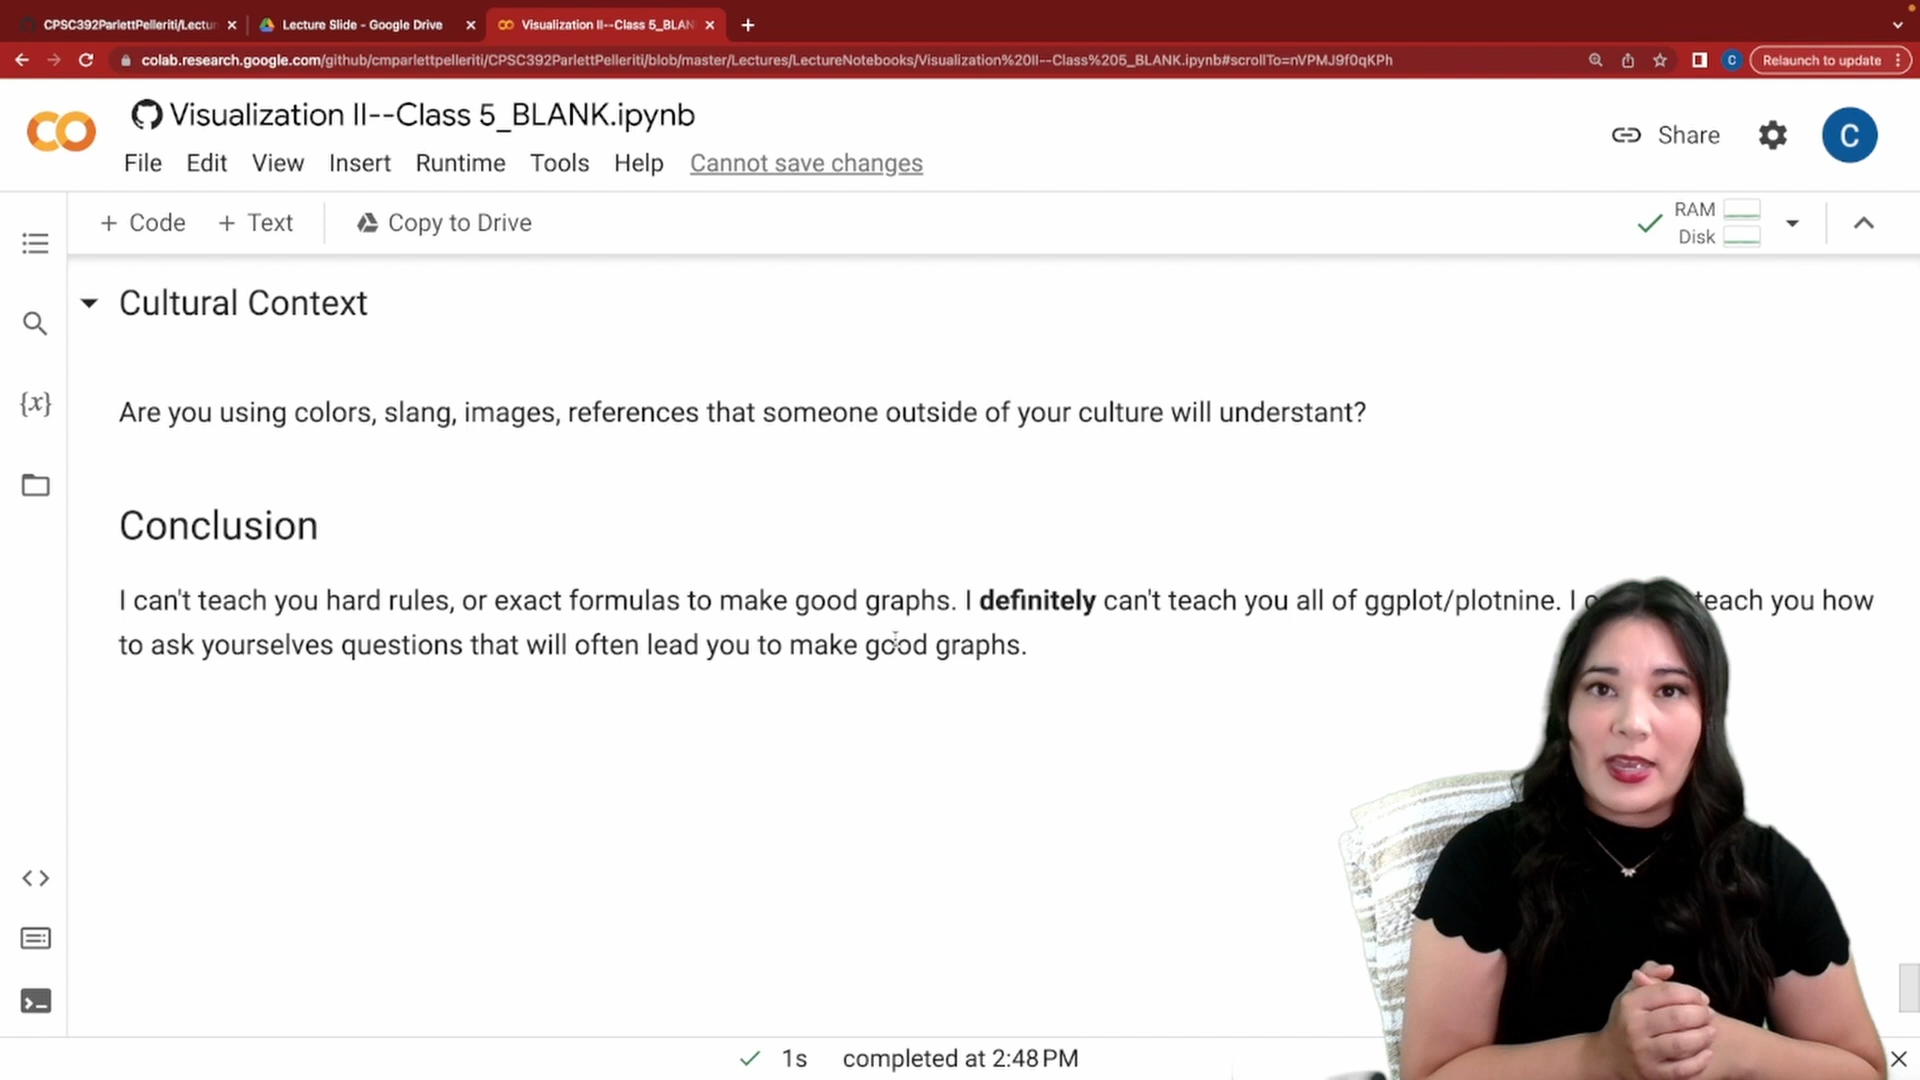 CPSC392ParlettPelleriti/Lectur
Lecture Slide - Google Drive
Visualization II--Class 5_BLAN
colab.research.google.com/github/cmparlettpelleriti/CPSC392ParlettPelleriti/blob/master/Lectures/LectureNotebooks/Visualization%20II--Class%205_BLANK.ipynb#scrollTo=nVPMJ9f0qKPh
C
Relaunch to update
CO
Visualization II--Class 5_BLANK.ipynb
Share
C
File Edit View Insert Runtime Tools Help Cannot save changes
+ Code + Text Copy to Drive
RAM
Disk
{x}
Cultural Context
Are you using colors, slang, images, references that someone outside of your culture will understant?
Conclusion
I can't teach you hard rules, or exact formulas to make good graphs. I definitely can't teach you all of ggplot/plotnine. I teach you how
to ask yourselves questions that will often lead you to make good graphs.
1s completed at 2:48 PM